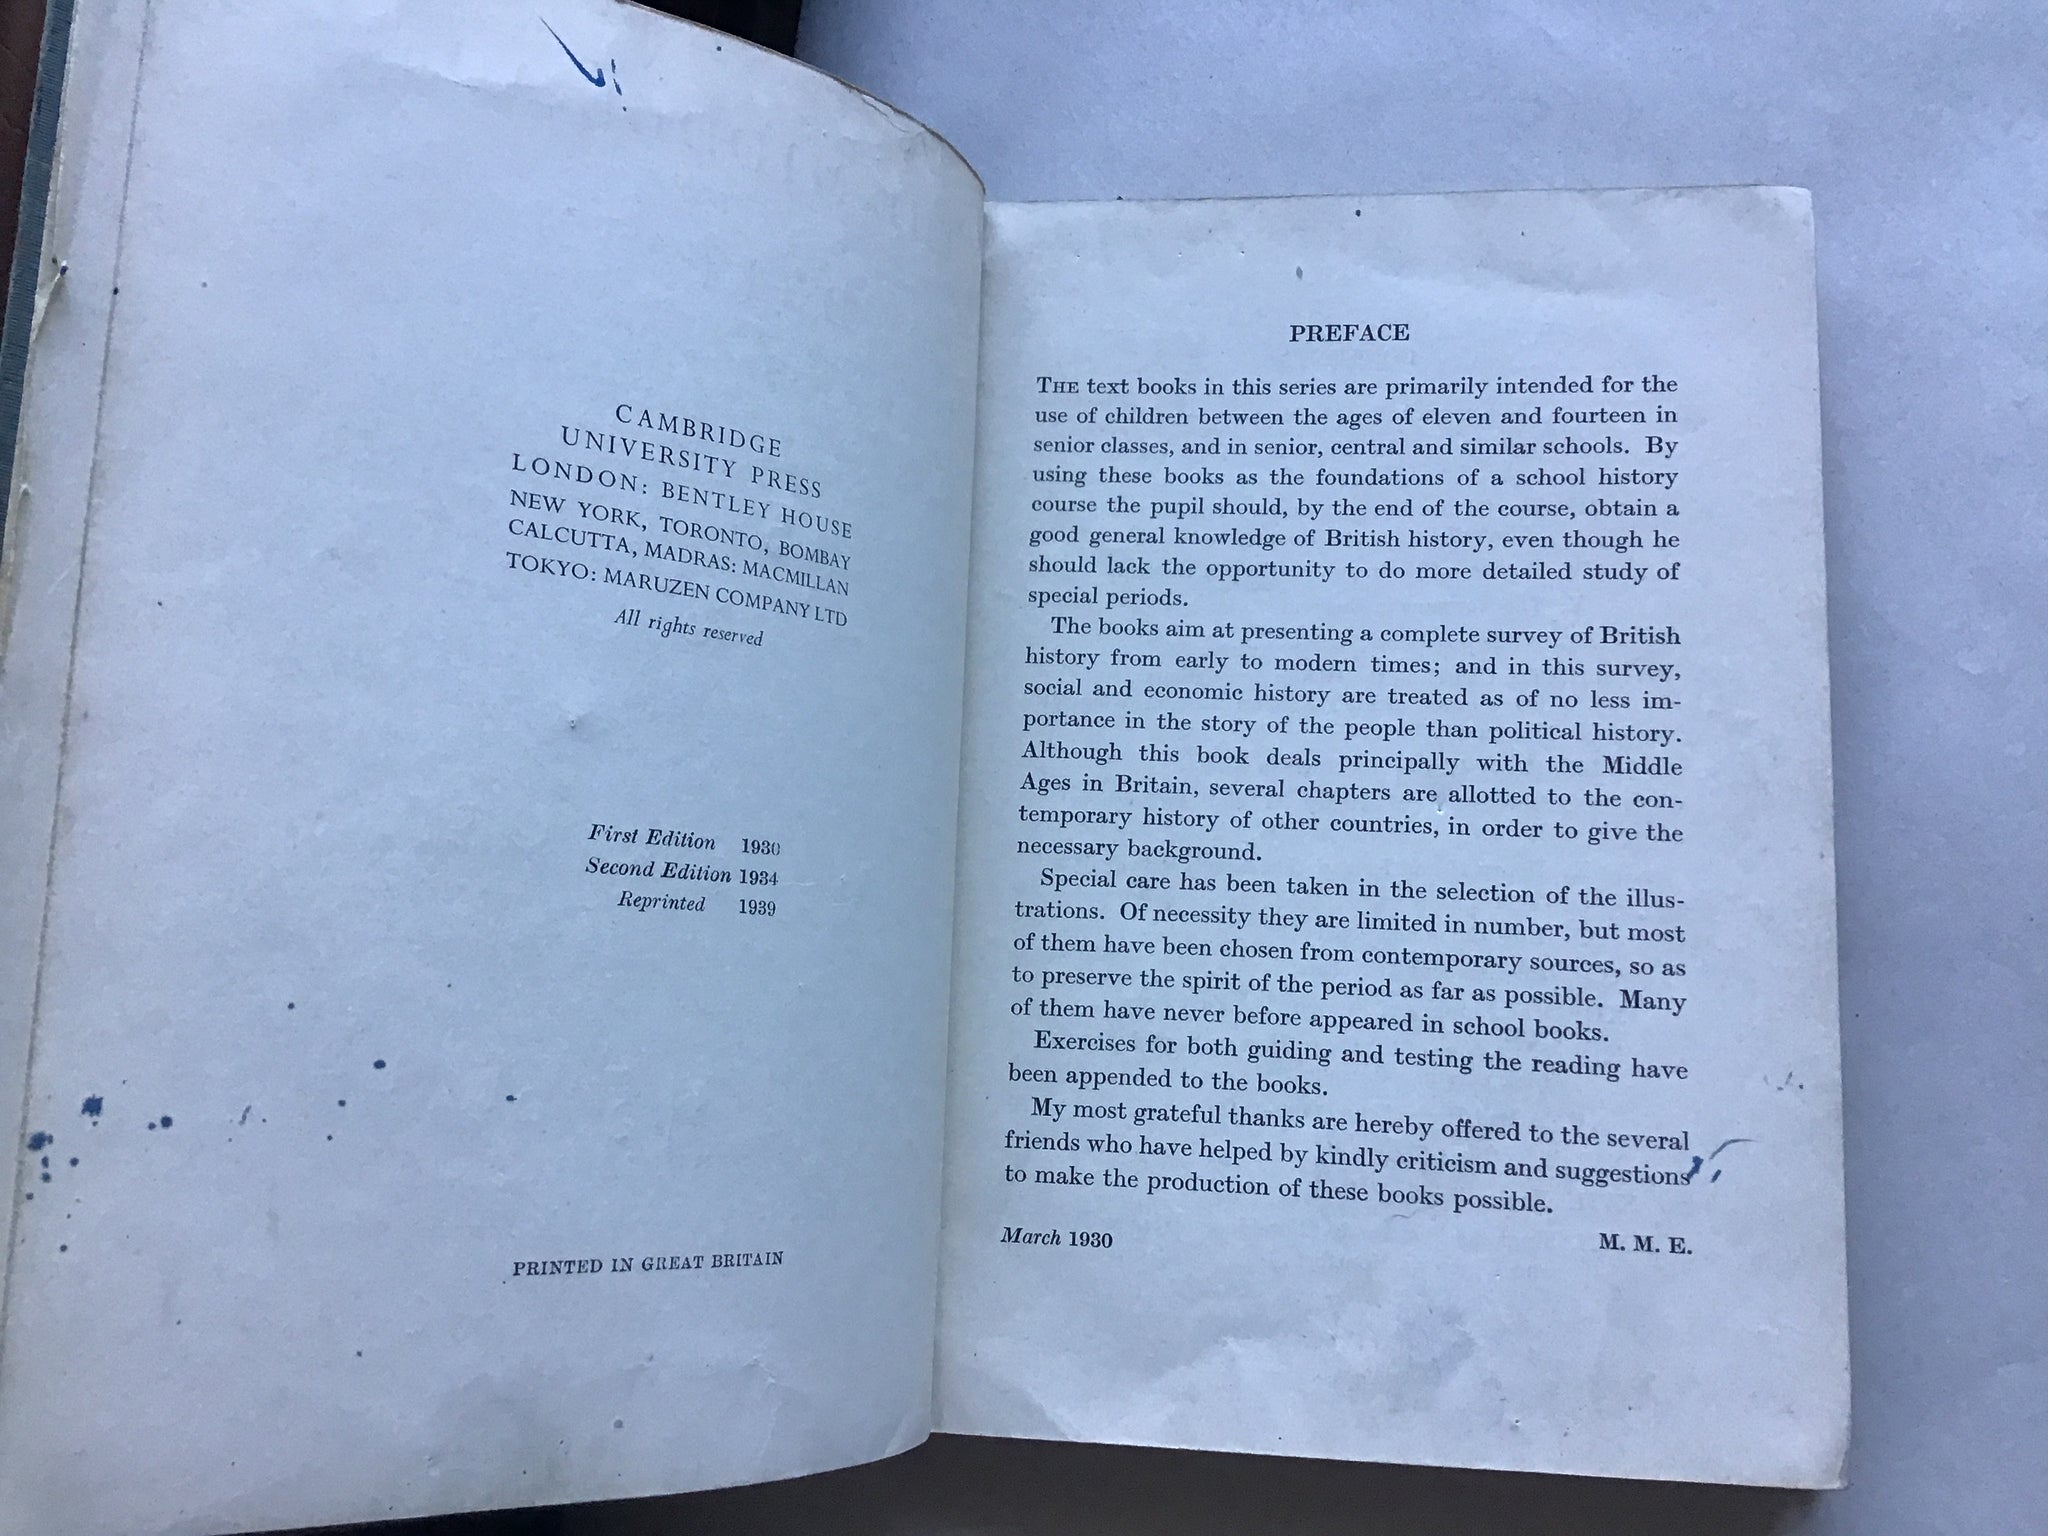 CAMBRIDGE
UNIVERSITY PRESS
LONDON: BENTLEY HOUSE
NEW YORK, TORONTO, BOMBAY
CALCUTTA, MADRAS: MACMILLAN
TOKYO: MARUZEN COMPANY LTD
All rights reserved
First Edition 1930
Second Edition 1934
Reprinted 1939
PRINTED IN GREAT BRITAIN
PREFACE
THE text books in this series are primarily intended for the
use of children between the ages of eleven and fourteen in
senior classes, and in senior, central and similar schools. By
using these books as the foundations of a school history
course the pupil should, by the end of the course, obtain a
good general knowledge of British history, even though he
should lack the opportunity to do more detailed study of
special periods.
The books aim at presenting a complete survey of British
history from early to modern times; and in this survey,
social and economic history are treated as of no less im-
portance in the story of the people than political history.
Although this book deals principally with the Middle
Ages in Britain, several chapters are allotted to the con-
temporary history of other countries, in order to give the
necessary background.
Special care has been taken in the selection of the illus-
trations. Of necessity they are limited in number, but most
of them have been chosen from contemporary sources, so as
to preserve the spirit of the period as far as possible. Many
of them have never before appeared in school books.
Exercises for both guiding and testing the reading have
been appended to the books.
My most grateful thanks are hereby offered to the several
friends who have helped by kindly criticism and suggestions
to make the production of these books possible.
March 1930 M. M. E.